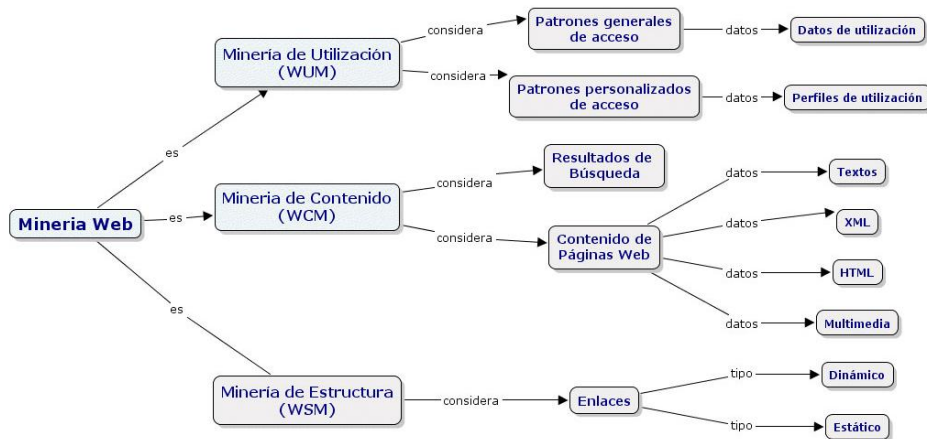 Patrones generales
de acceso
considera
datos
Datos de utilización
Minería de Utilización
(WUM)
considera
Patrones personalizados
de acceso
datos
Perfiles de utilización
es
Resultados de
Búsqueda
considera
datos
Textos
Mineria de Contenido
(WCM)
Mineria Web
es
considera
Contenido de
Páginas Web
datos
XML
datos
HTML
es
datos
Multimedia
Minería de Estructura
(WSM)
considera
Enlaces
tipo
Dinámico
tipo
Estático